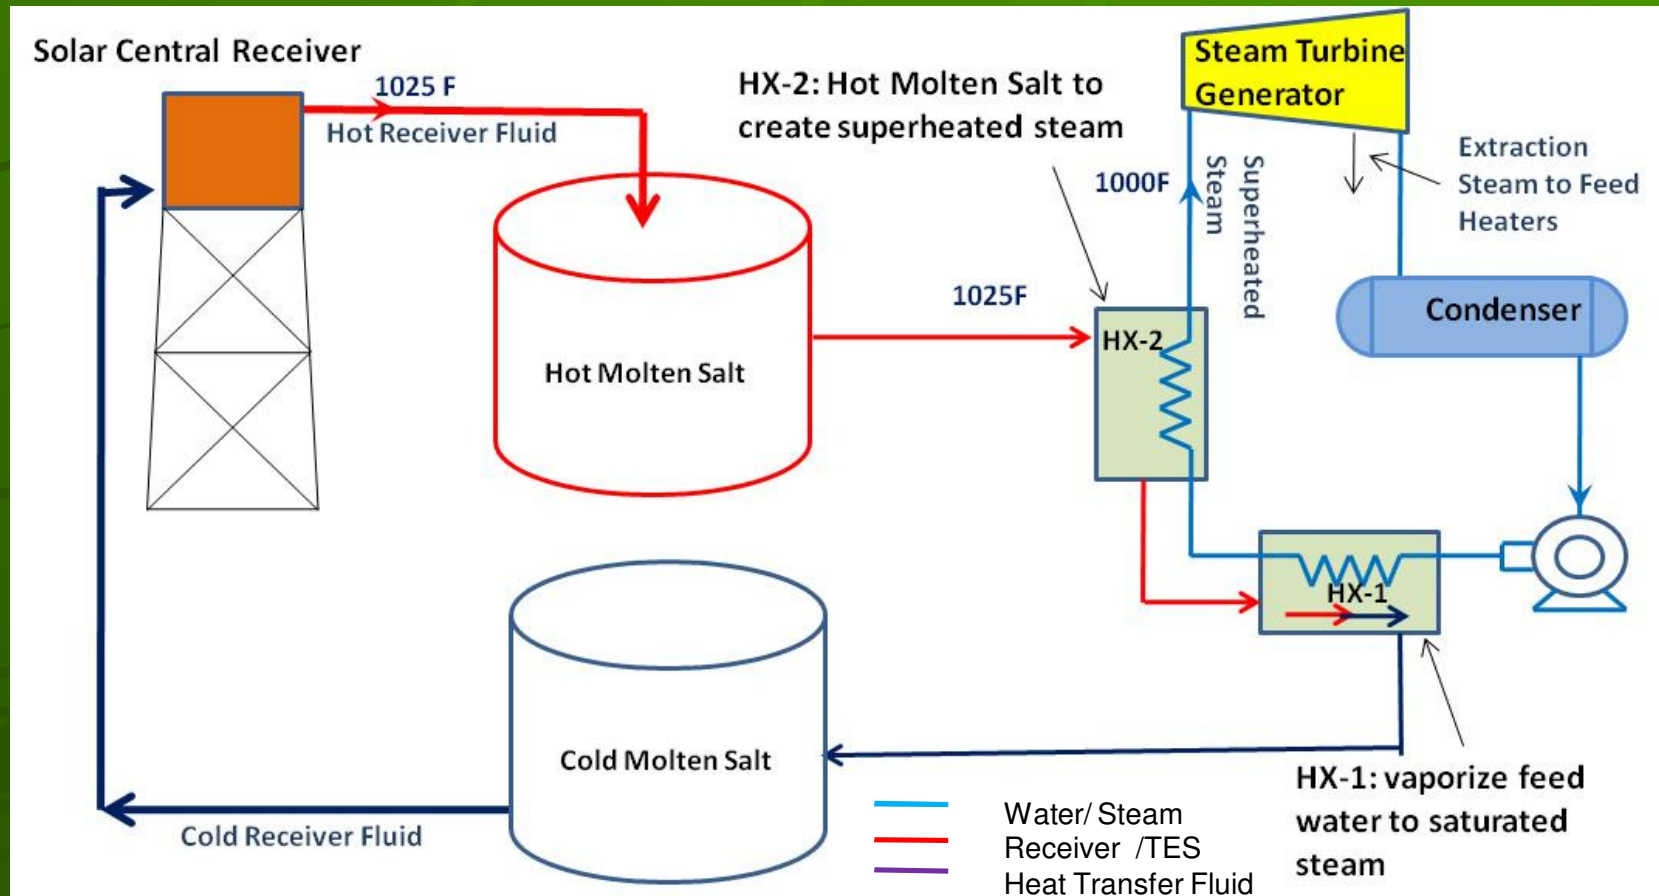 Solar Central Receiver
1025 F
Hot Receiver Fluid
HX-2: Hot Molten Salt to
create superheated steam
Steam Turbine
Generator
Extraction
Steam to Feed
Heaters
1000F
Superheated
Steam
Condenser
1025F
HX-2
Hot Molten Salt
HX-1
Cold Molten Salt
Cold Receiver Fluid
HX-1: vaporize feed
water to saturated
steam
Water/ Steam
Receiver /TES
Heat Transfer Fluid